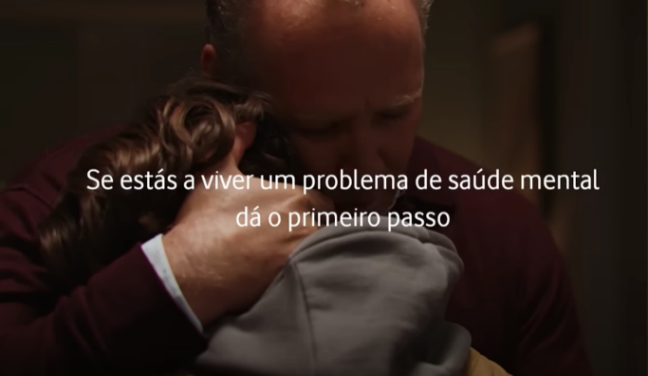 Se estás a viver um problema de saúde mental
dá o primeiro passo